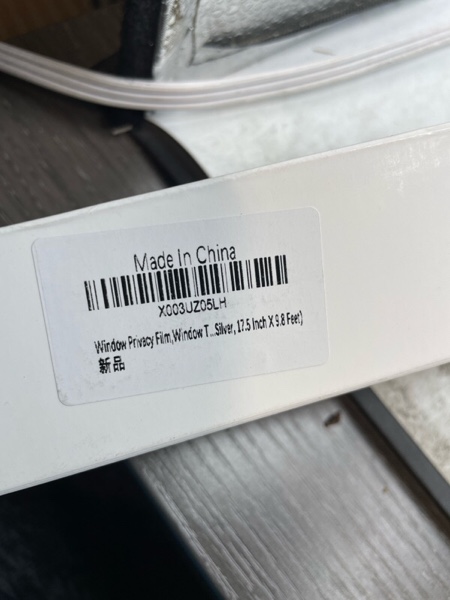 Made In China
X003UZ05LH
Window Privacy Film,Window T...Silver, 17.5 Inch X 9.8 Feet)
新品